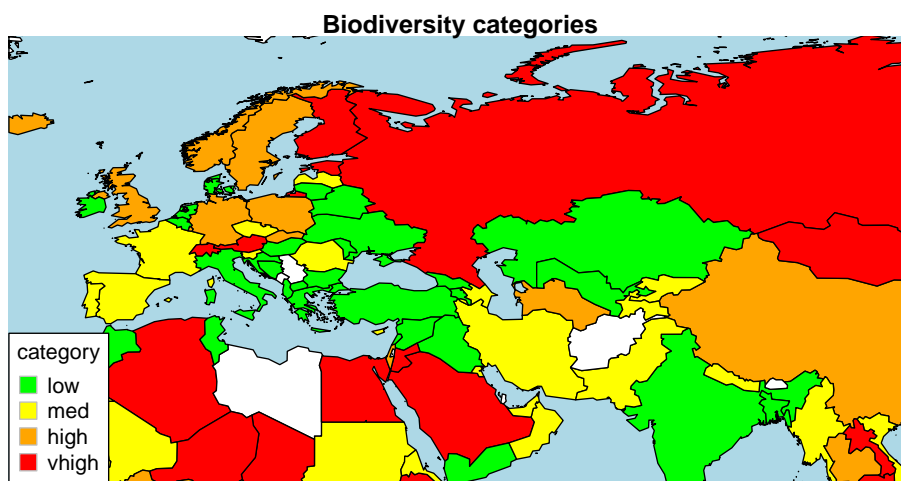 Biodiversity categories
category
low
med
high
vhigh